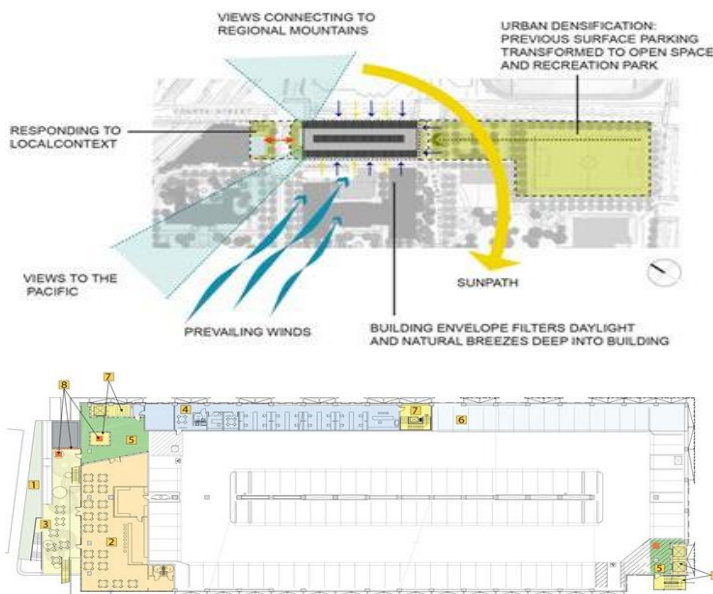 VIEWS CONNECTING TO
REGIONAL MOUNTAINS
URBAN DENSIFICATION:
PREVIOUS SURFACE PARKING
TRANSFORMED TO OPEN SPACE
AND RECREATION PARK
FOURTH STREET
RESPONDING TO
LOCALCONTEXT
VIEWS TO THE
PACIFIC
SUNPATH
PREVAILING WINDS
BUILDING ENVELOPE FILTERS DAYLIGHT
AND NATURAL BREEZES DEEP INTO BUILDING
8
7
4
7
6
5
1
3
2
5